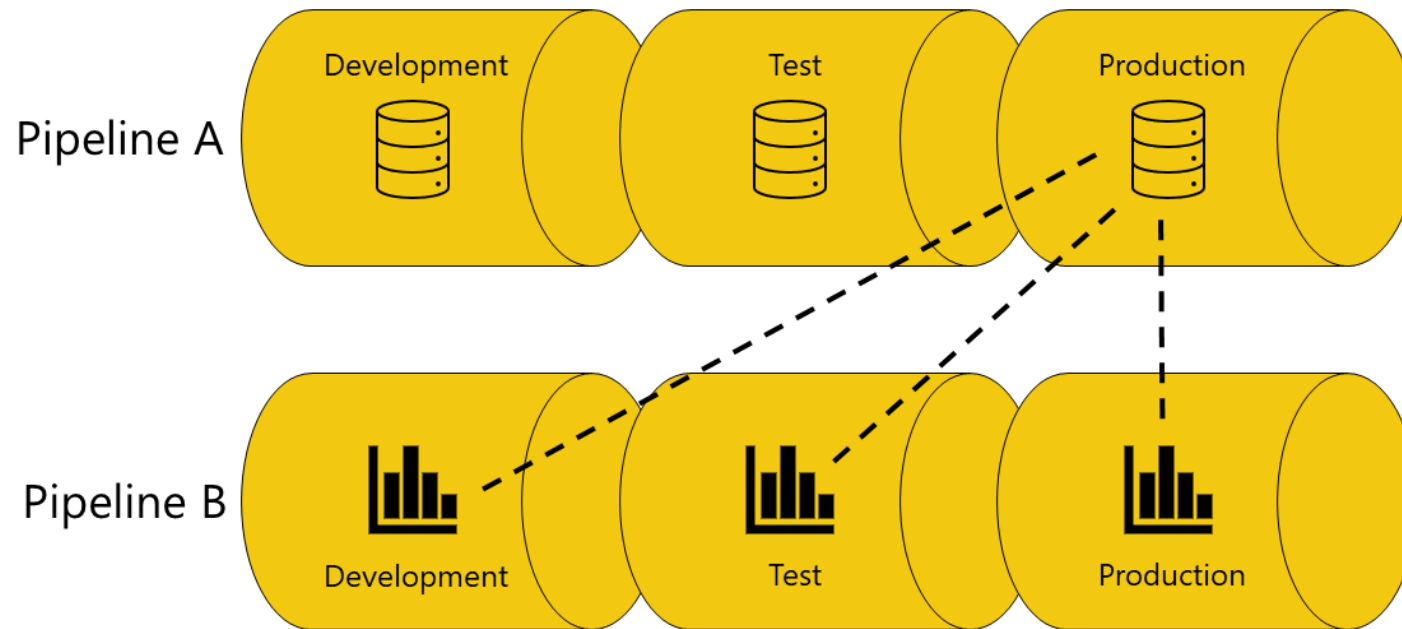 Development
Test
Production
Pipeline A
Pipeline B
Development
Test
Production